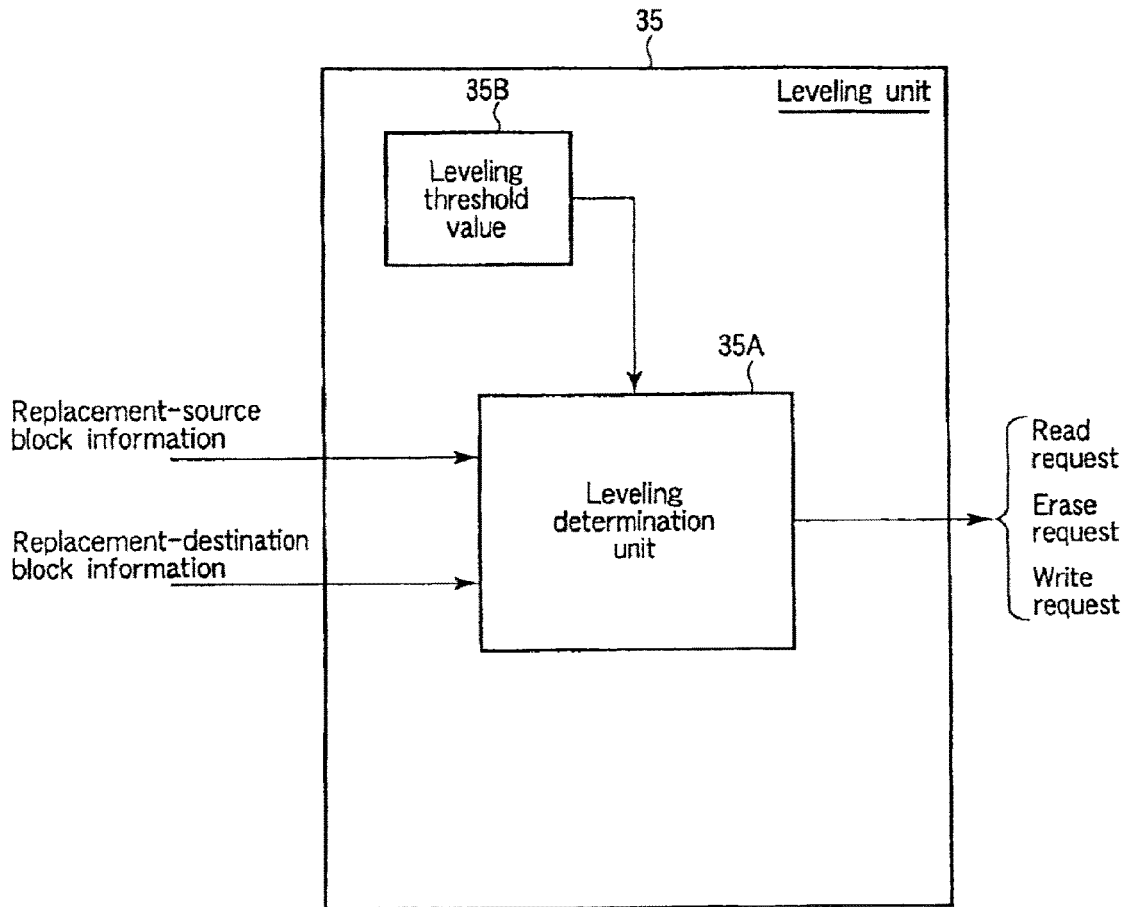 35
Leveling unit
35B
Leveling
threshold
value
35A
Replacement-source
block information
Leveling
determination
unit
Replacement-destination
block information
Read
request
Erase
request
Write
request